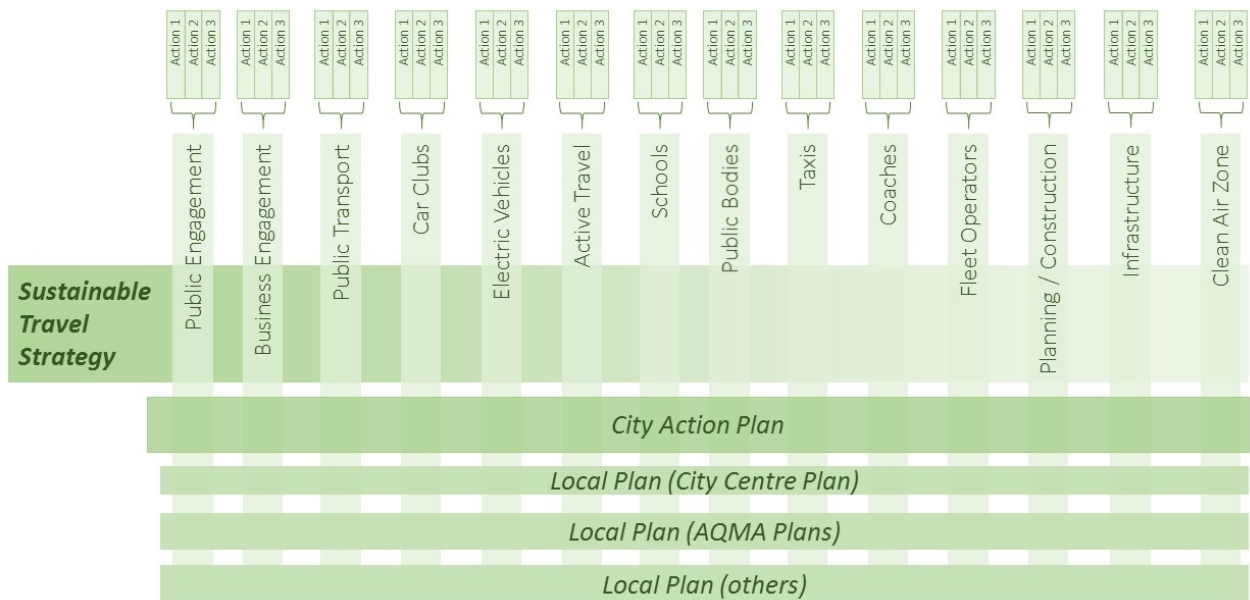 Action 1
Action 2
Action 3
Action 1
Action 2
Action 3
Action 1
Action 2
Action 3
Action 1
Action 2
Action 3
Action 1
Action 2
Action 3
Action 1
Action 2
Action 3
Action 1
Action 2
Action 3
Action 1
Action 2
Action 3
Action 1
Action 2
Action 3
Action 1
Action 2
Action 3
Action 1
Action 2
Action 3
Action 1
Action 2
Action 3
Action 1
Action 2
Action 3
Action 1
Action 2
Action 3
Public Engagement
Business Engagement
Public Transport
Car Clubs
Electric Vehicles
Active Travel
Schools
Public Bodies
Taxis
Coaches
Fleet Operators
Planning / Construction
Infrastructure
Clean Air Zone
Sustainable
Travel
Strategy
City Action Plan
Local Plan (City Centre Plan)
Local Plan (AQMA Plans)
Local Plan (others)